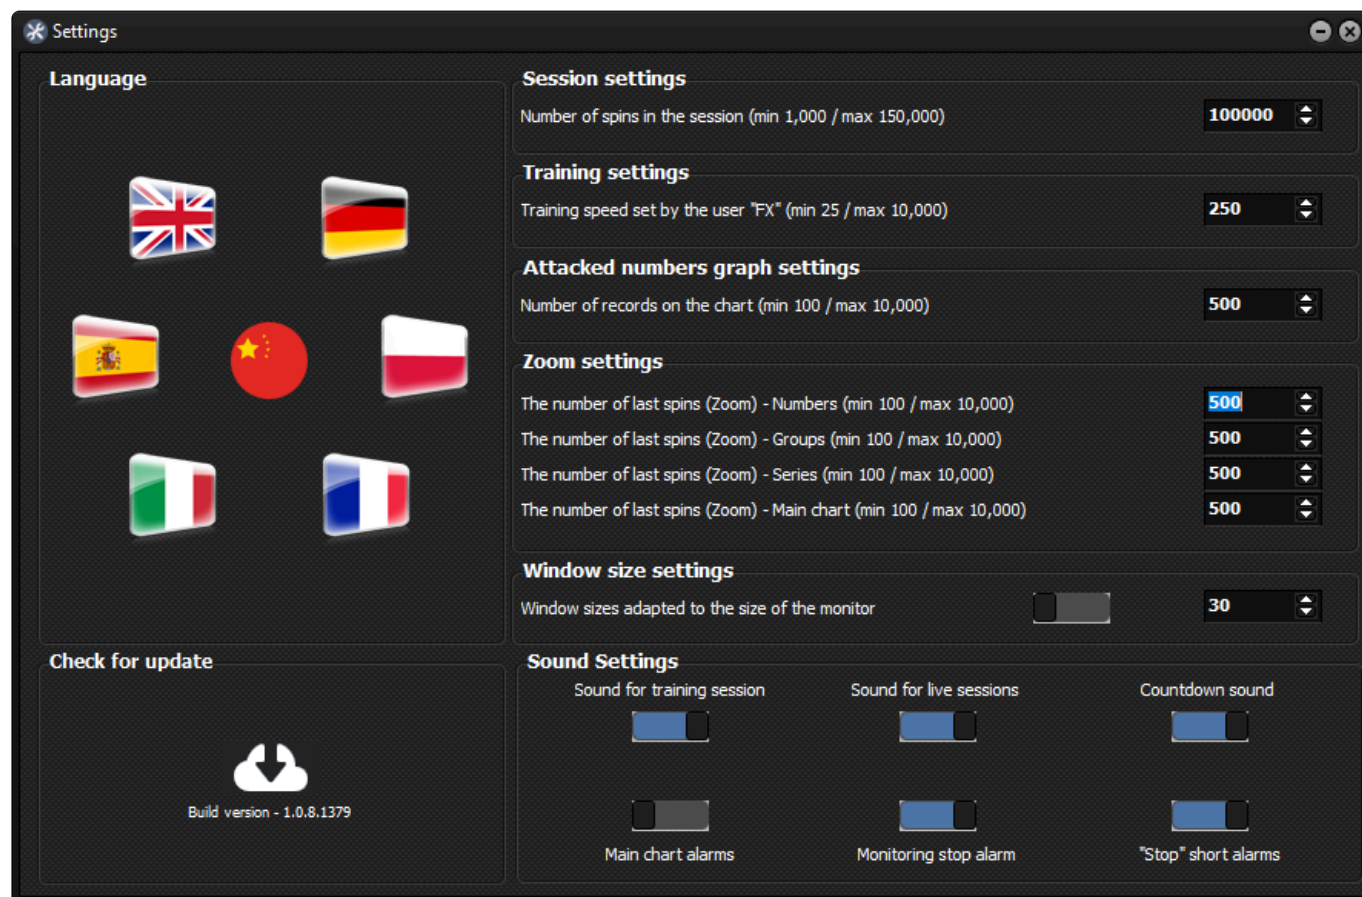 Settings
Language
Session settings
Number of spins in the session (min 1,000 / max 150,000)
100000
Training settings
Training speed set by the user "FX" (min 25 / max 10,000)
250
Attacked numbers graph settings
Number of records on the chart (min 100 / max 10,000)
500
Zoom settings
The number of last spins (Zoom) - Numbers (min 100 / max 10,000)
500
The number of last spins (Zoom) - Groups (min 100 / max 10,000)
500
The number of last spins (Zoom) - Series (min 100 / max 10,000)
500
The number of last spins (Zoom) - Main chart (min 100 / max 10,000)
500
Window size settings
Window sizes adapted to the size of the monitor
30
Check for update
Build version - 1.0.8.1379
Sound Settings
Sound for training session
Sound for live sessions
Countdown sound
Main chart alarms
Monitoring stop alarm
"Stop" short alarms